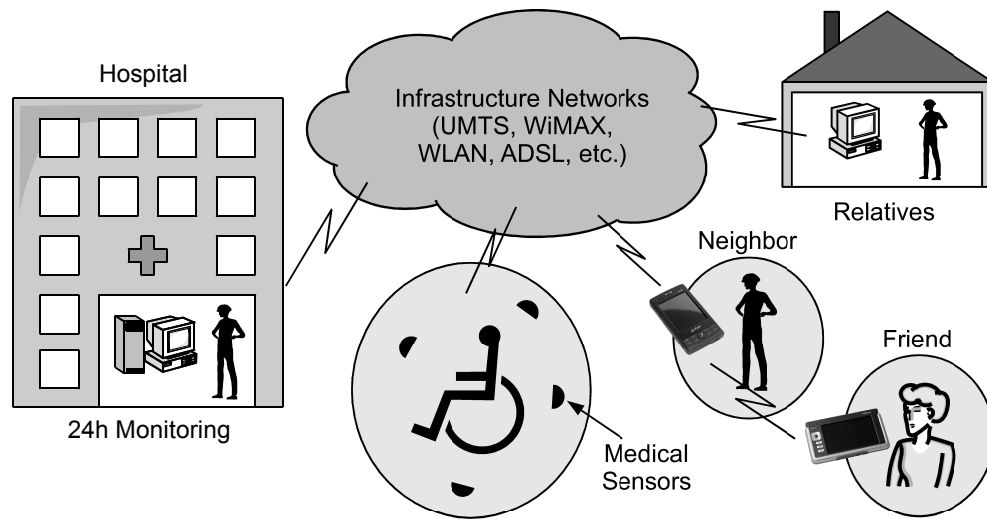 Hospital
Infrastructure Networks
(UMTS, WiMAX,
WLAN, ADSL, etc.)
Relatives
Neighbor
Friend
24h Monitoring
Medical
Sensors